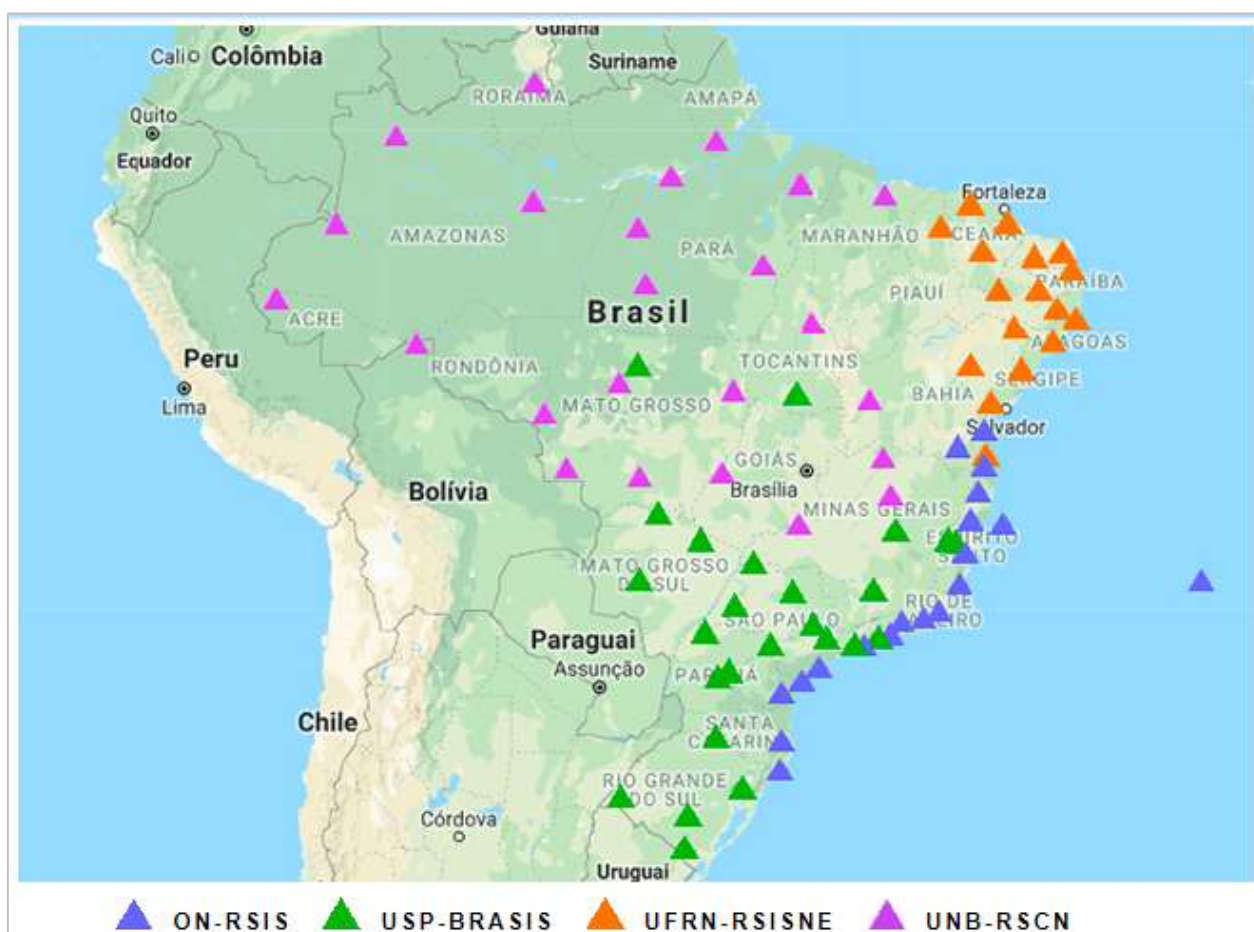 Guiana
Cali
Colômbia
Suriname
RORAIMA
AMAPÁ
Quito
Equador
Fortaleza
AMAZONAS
PARÁ
MARANHÃO
CEARÁ
PARAÍBA
PIAUÍ
Brasil
ACRE
Peru
RONDÔNIA
TOCANTINS
ALAGOAS
Lima
SERGIPE
MATO GROSSO
BAHIA
Salvador
GOIÁS
Brasília
Bolívia
MINAS GERAIS
ESPÍRITO
SANTO
MATO GROSSO
DO SUL
RIO DE
JANEIRO
SÃO PAULO
Paraguai
Assunção
PARANÁ
Chile
SANTA
CATARINA
RIO GRANDE
DO SUL
Córdova
Uruguai
ON-RSIS USP-BRASIS UFRN-RSISNE UNB-RSCN